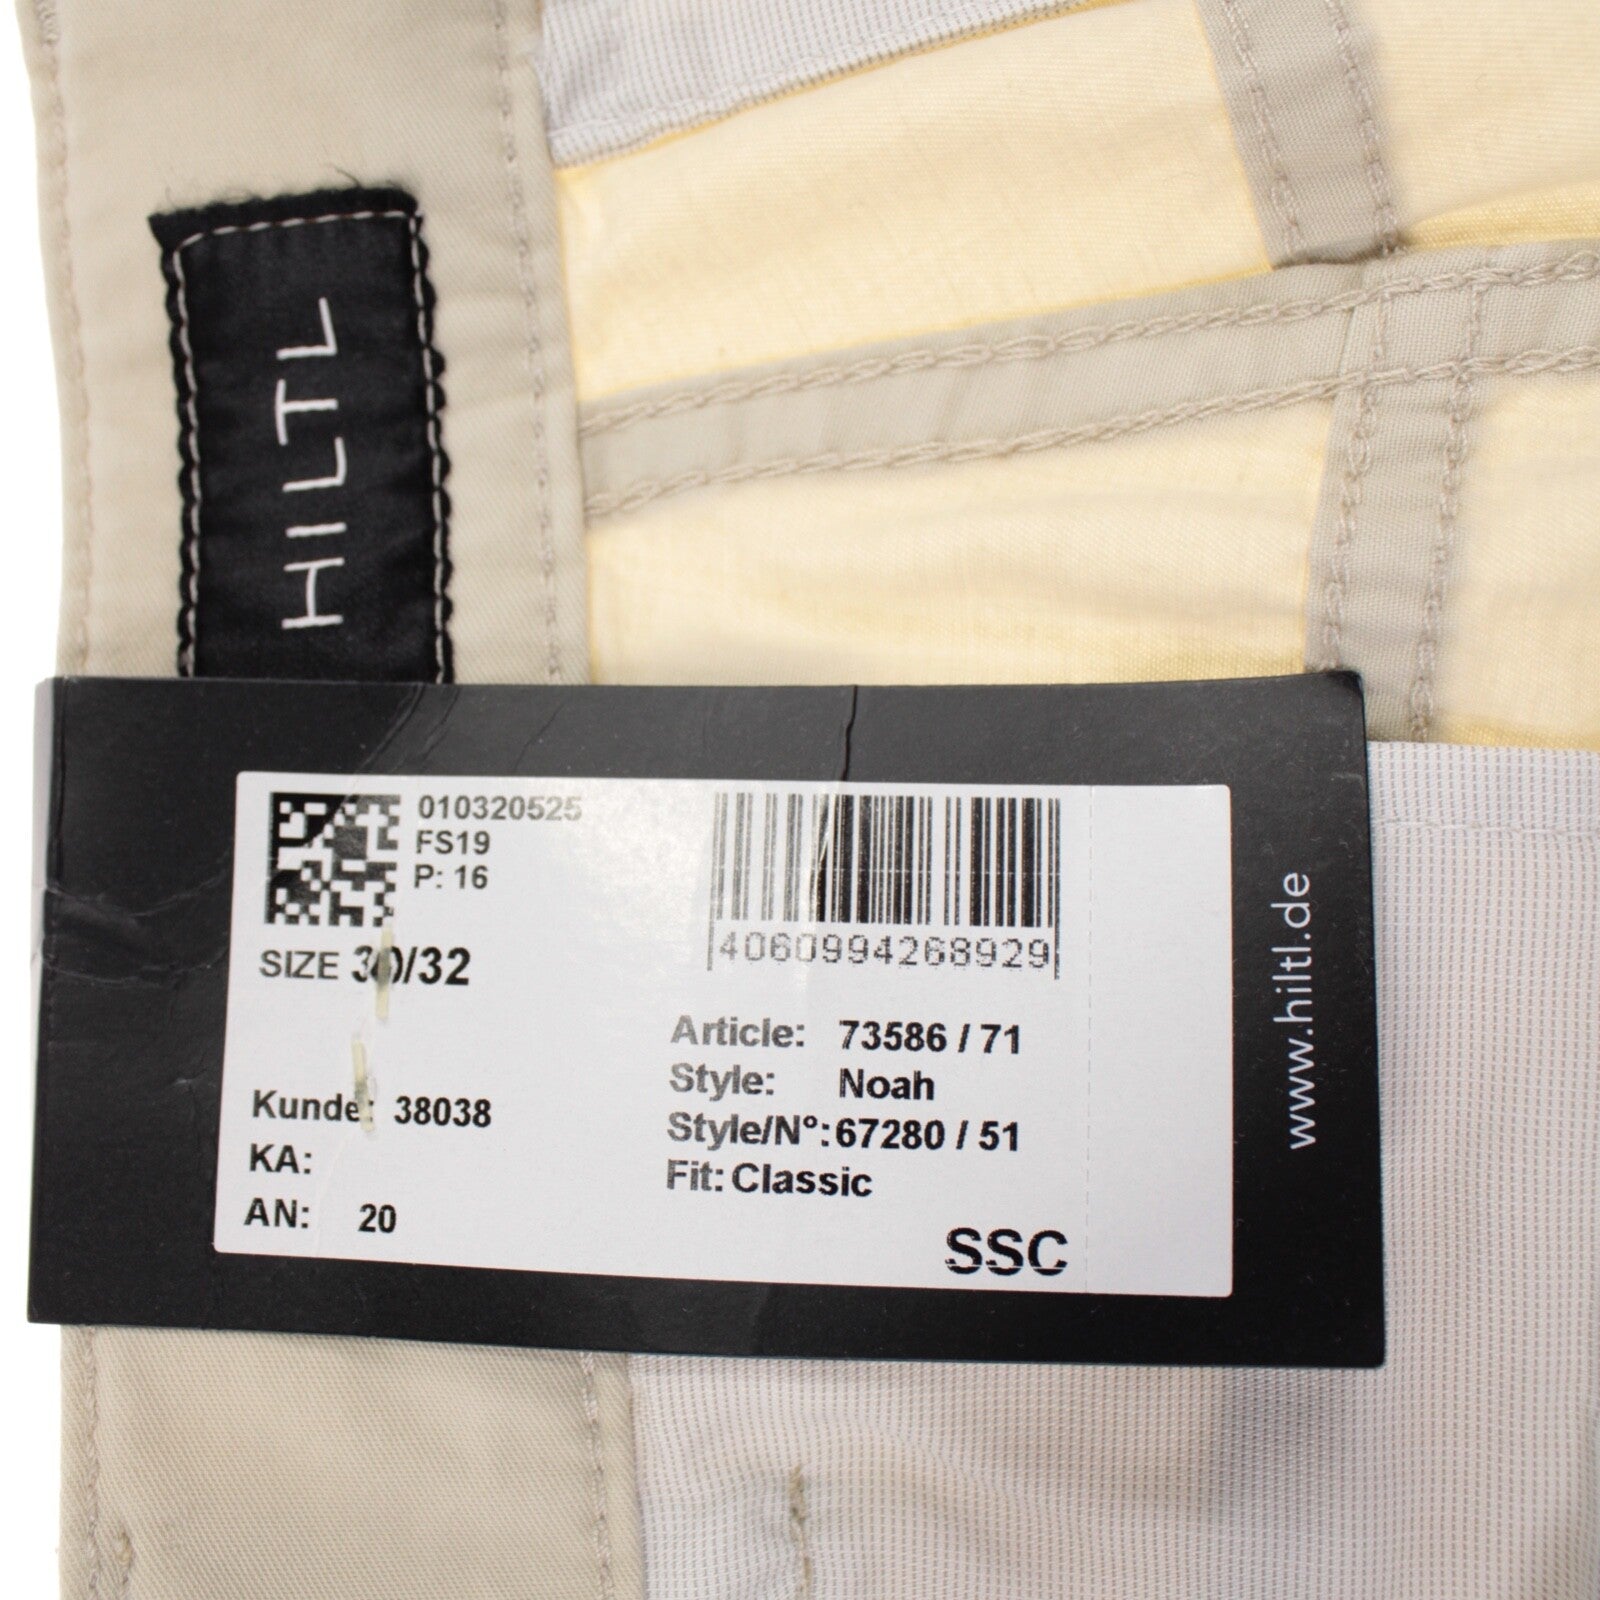 HILTL
010320525
FS19
P: 16
SIZE 30/32
4060994268929
Article: 73586 / 71
Style: Noah
Style/N°: 67280 / 51
Fit: Classic
Kunde: 38038
KA:
AN: 20
SSC
www.hiltl.de